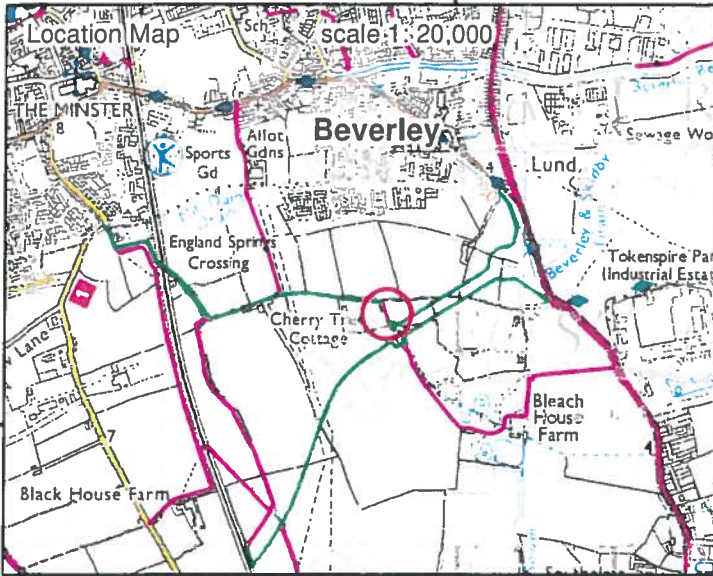 Location Map
scale 1: 20,000
Sch
THE MINSTER
8
Beverley
Allot
Gdns
Sports
Gd
4
Lund
Sewage Wo
Beverley & Skidby
England Springs
Crossing
Tokenspire Par
(Industrial Estat
1
Cherry Tr
Cottage
Lane
7
Bleach
House
Farm
4
Black House Farm